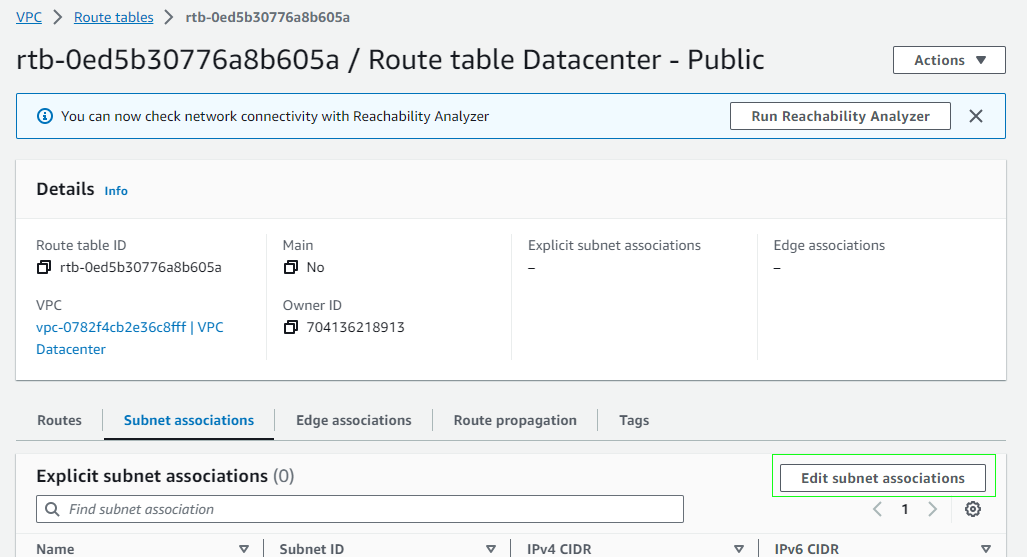 VPC > Route tables > rtb-0ed5b30776a8b605a
rtb-0ed5b30776a8b605a / Route table Datacenter - Public
Actions
You can now check network connectivity with Reachability Analyzer
Run Reachability Analyzer
Details Info
Route table ID
rtb-0ed5b30776a8b605a
Main
No
Explicit subnet associations
–
Edge associations
–
VPC
vpc-0782f4cb2e36c8fff | VPC
Datacenter
Owner ID
704136218913
Routes
Subnet associations
Edge associations
Route propagation
Tags
Explicit subnet associations (0)
Edit subnet associations
Find subnet association
1
Name
Subnet ID
IPv4 CIDR
IPv6 CIDR